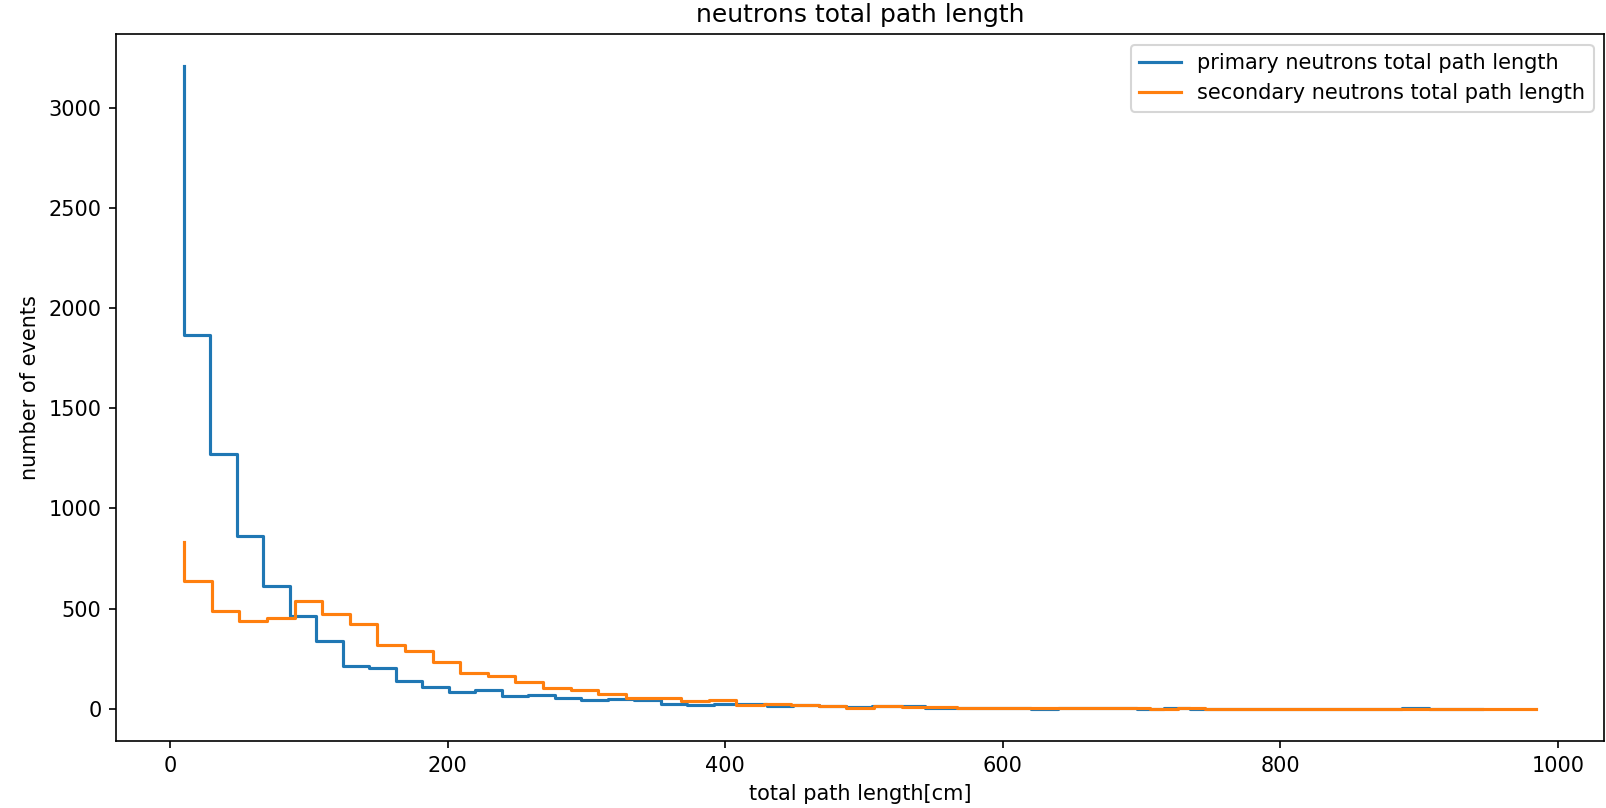 neutrons total path length
primary neutrons total path length
secondary neutrons total path length
number of events
3000
2500
2000
1500
1000
500
0
0 200 400 600 800 1000
total path length[cm]